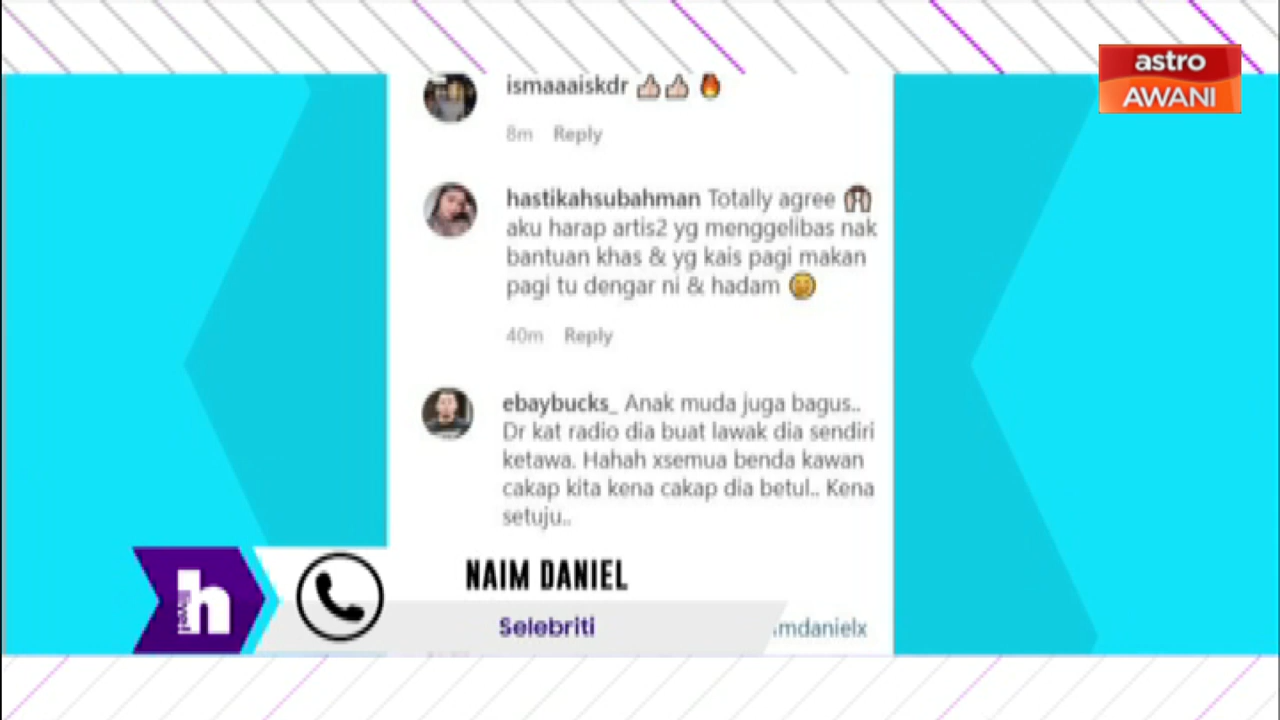 astro
AWANI
ismaaaiskdr 👍🏻👍🏻 🔥
8m Reply
hastikahsubahman Totally agree
aku harap artis2 yg menggelibas nak
bantuan khas & yg kais pagi makan
pagi tu dengar ni & hadam
40m Reply
ebaybucks_ Anak muda juga bagus..
Dr kat radio dia buat lawak dia sendiri
ketawa. Hahah xsemua benda kawan
cakap kita kena cakap dia betul.. Kena
setuju..
h
NAIM DANIEL
Selebriti
mdanielx